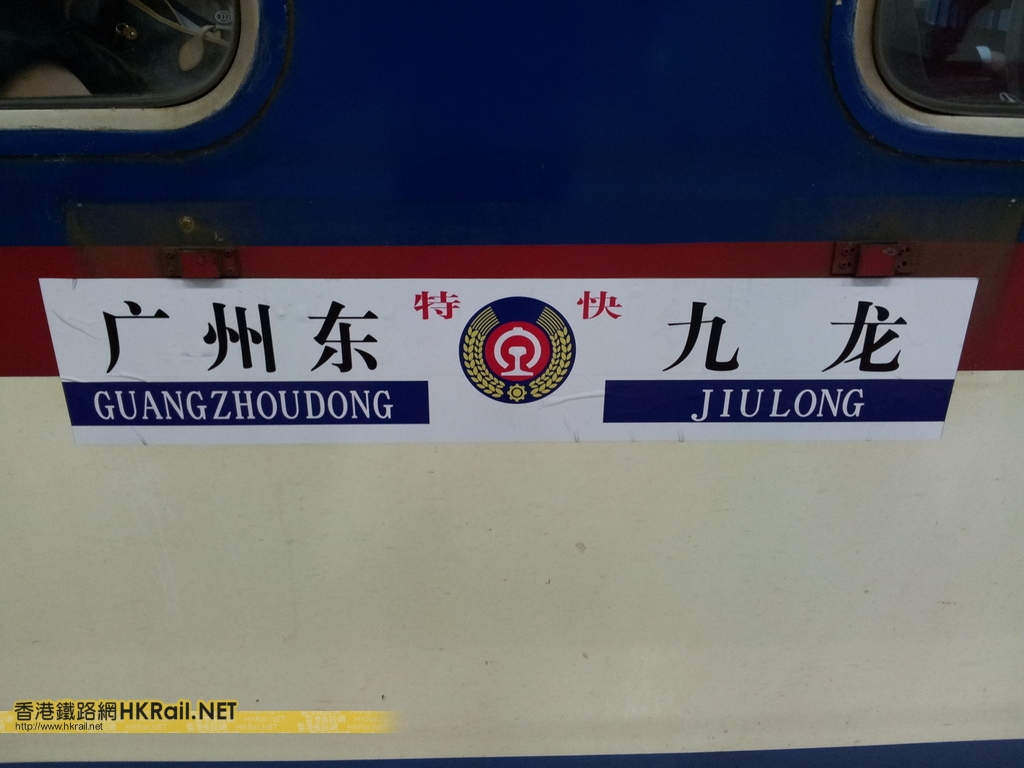 广州东 特 快 九龙
GUANGZHOUDONG JIULONG
香港鐵路網HKRail.NET
http://www.hkrail.net